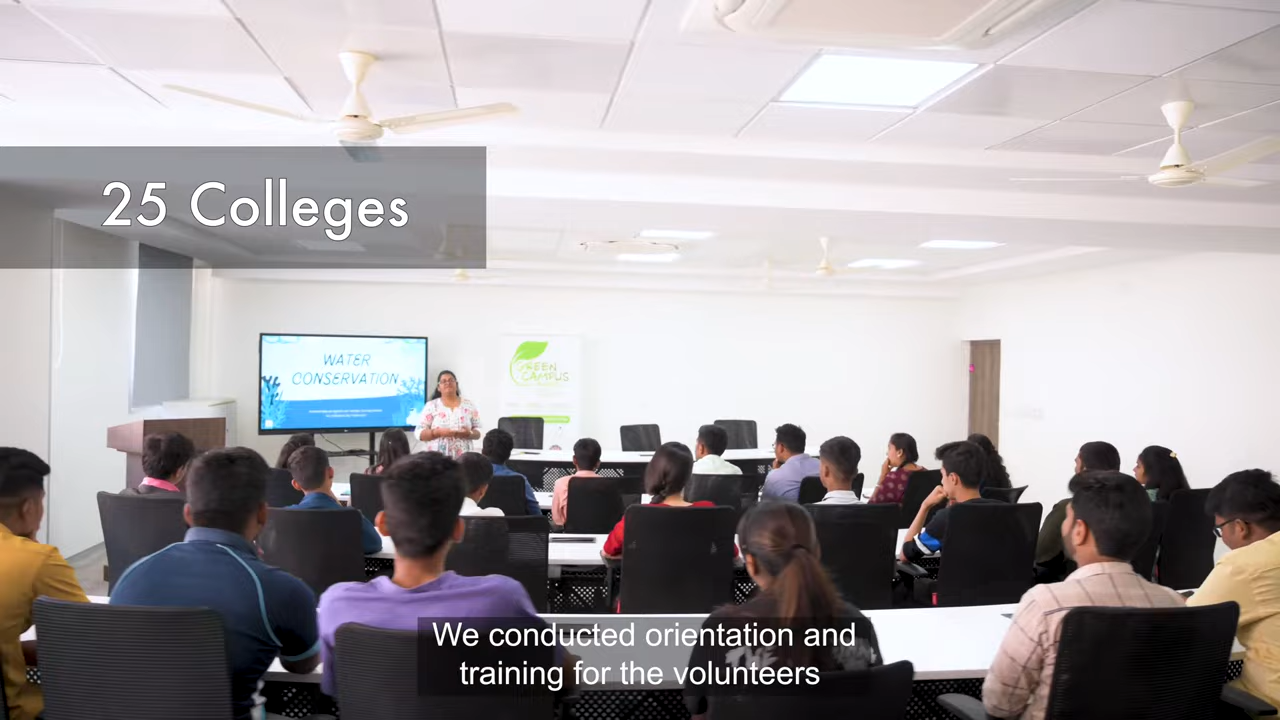 25 Colleges
WATER
CONSERVATION
GREEN
CAMPUS
We conducted orientation and
training for the volunteers